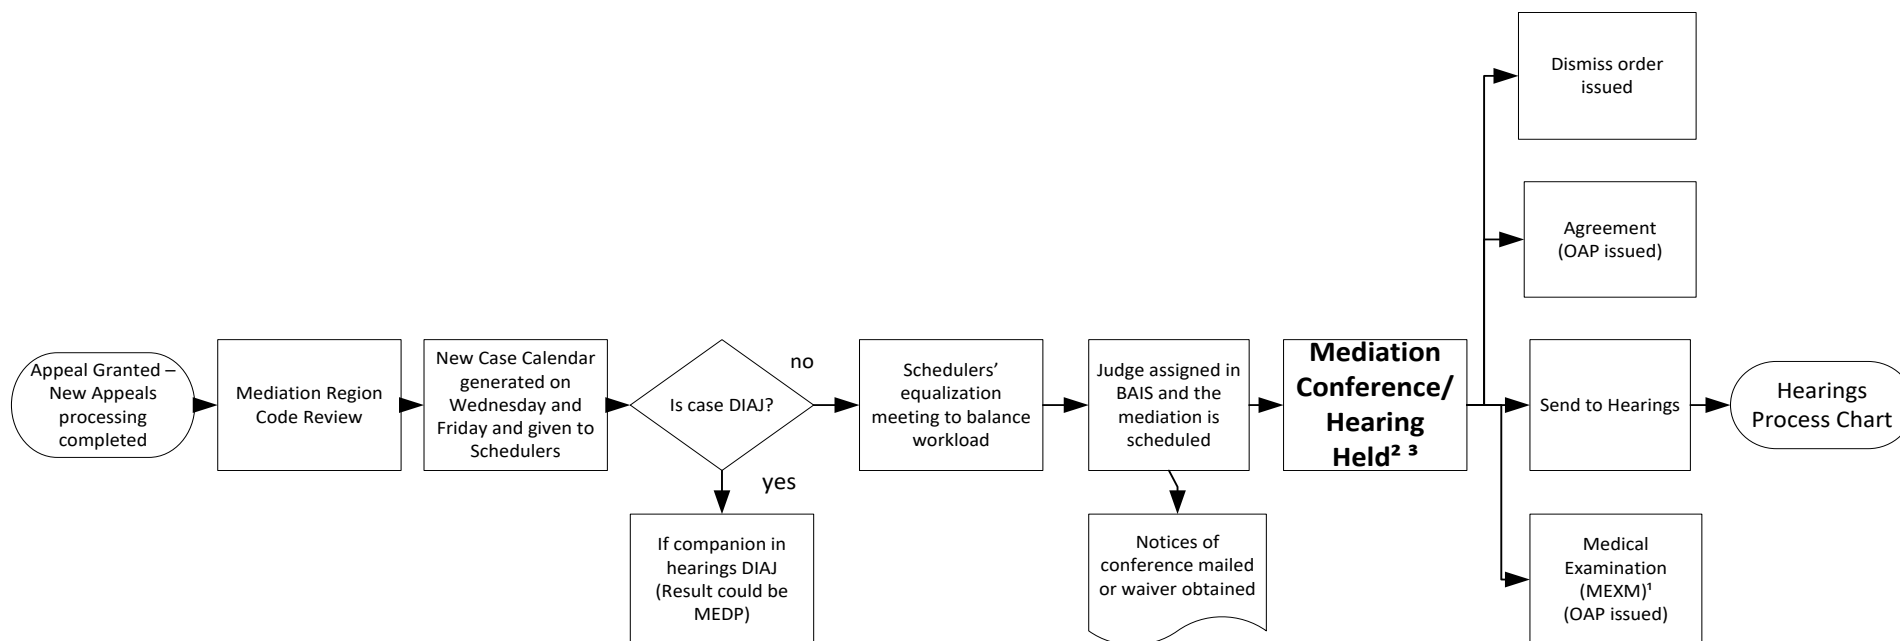 Appeal Granted –
New Appeals
processing
completed
Mediation Region
Code Review
New Case Calendar
generated on
Wednesday and
Friday and given to
Schedulers
Is case DIAJ?
no
yes
If companion in
hearings DIAJ
(Result could be
MEDP)
Schedulers’
equalization
meeting to balance
workload
Judge assigned in
BAIS and the
mediation is
scheduled
Notices of
conference mailed
or waiver obtained
Mediation
Conference/
Hearing
Held² ³
Dismiss order
issued
Agreement
(OAP issued)
Send to Hearings
Hearings
Process Chart
Medical
Examination
(MEXM)¹
(OAP issued)